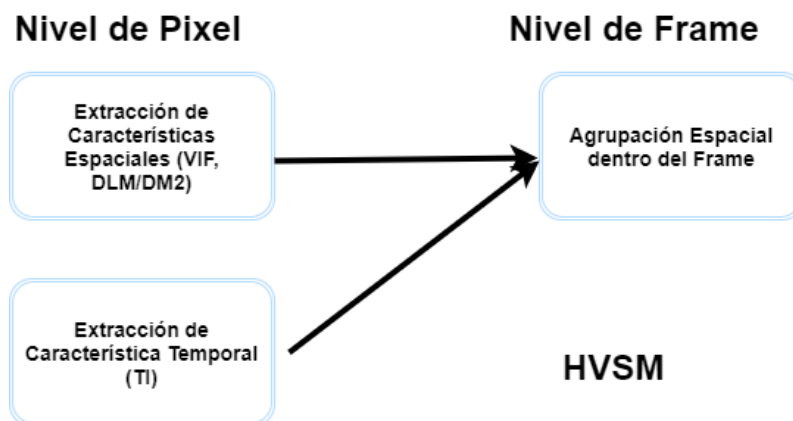 Nivel de Pixel
Nivel de Frame
Extracción de
Características
Espaciales (VIF,
DLM/DM2)
Agrupación Espacial
dentro del Frame
Extracción de
Característica Temporal
(TI)
HVSM